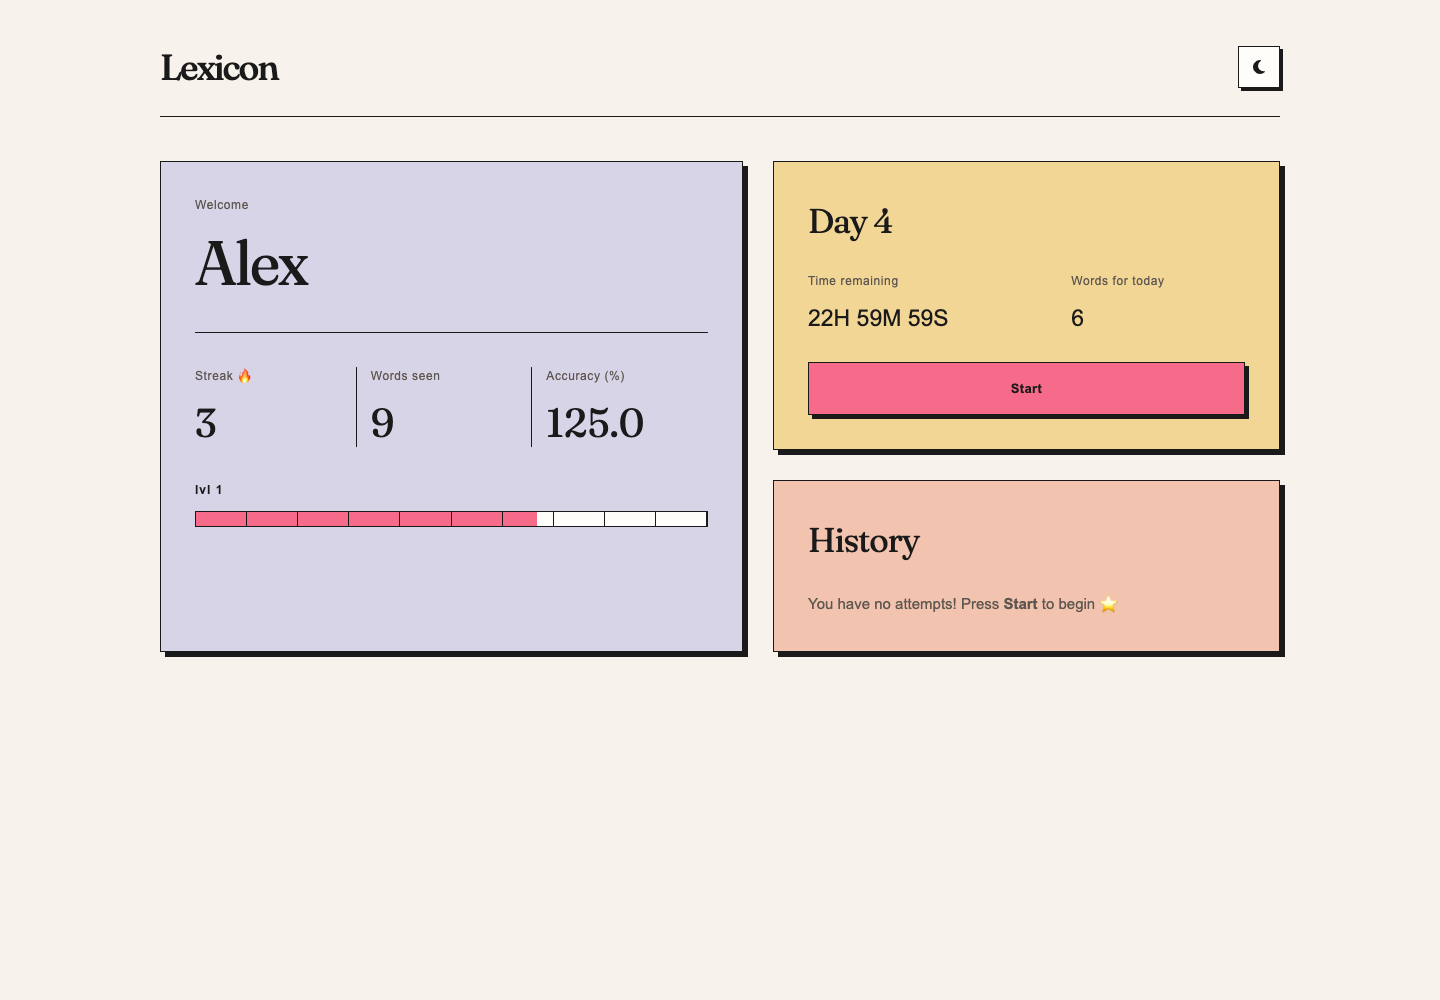 Lexicon
Welcome
Alex
Streak 🔥
3
Words seen
9
Accuracy (%)
125.0
lvl 1
Day 4
Time remaining
22H 59M 59S
Words for today
6
Start
History
You have no attempts! Press Start to begin ⭐